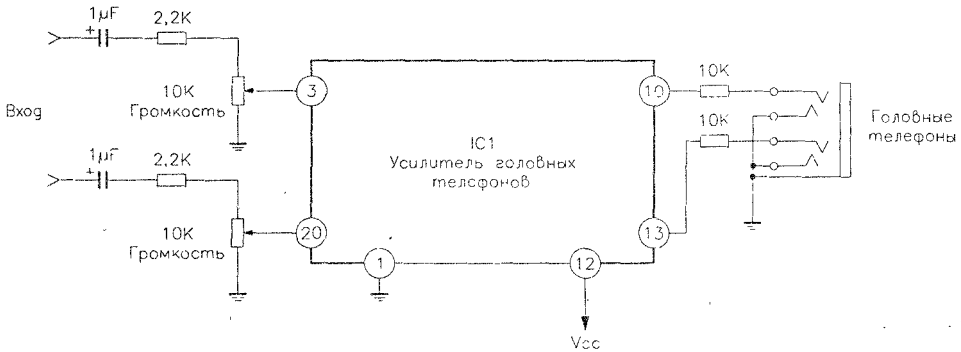 1μF
2,2K
10K
Громкость
Вход
1μF
2,2K
10K
Громкость
3
20
1
12
10
13
IC1
Усилитель головных
телефонов
Vcc
10K
10K
Головные
телефоны